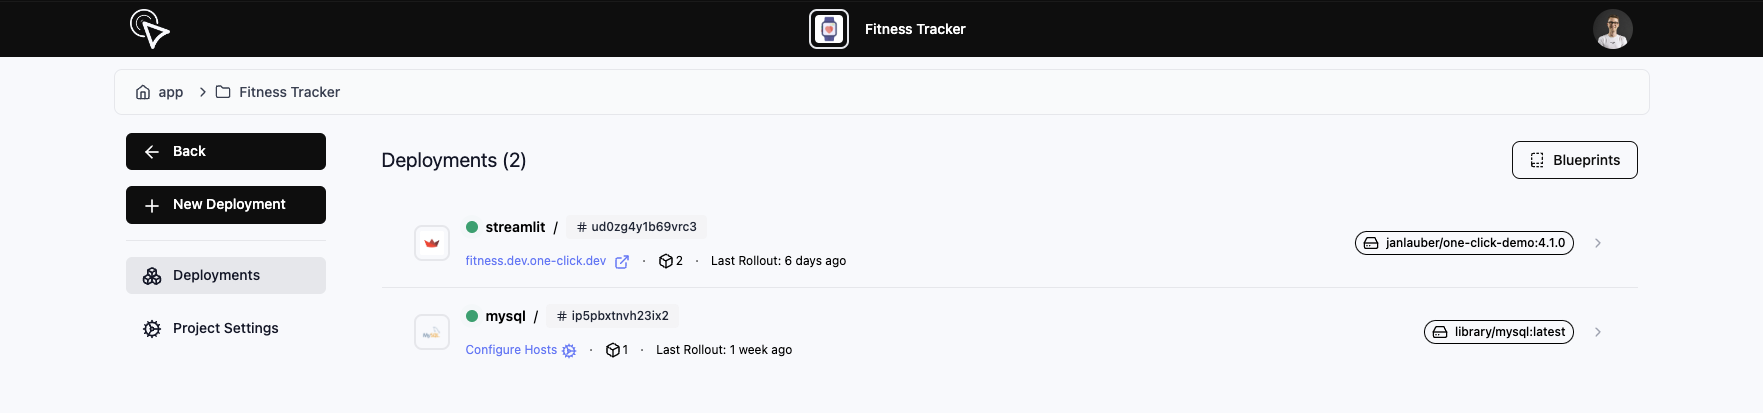 Fitness Tracker
app > Fitness Tracker
Back
New Deployment
Deployments
Project Settings
Deployments (2)
Blueprints
streamlit / # ud0zg4y1b69vrc3
fitness.dev.one-click.dev · 2 · Last Rollout: 6 days ago
janlauber/one-click-demo:4.1.0
MySQL
mysql / # ip5pbxtnvh23ix2
Configure Hosts · 1 · Last Rollout: 1 week ago
library/mysql:latest